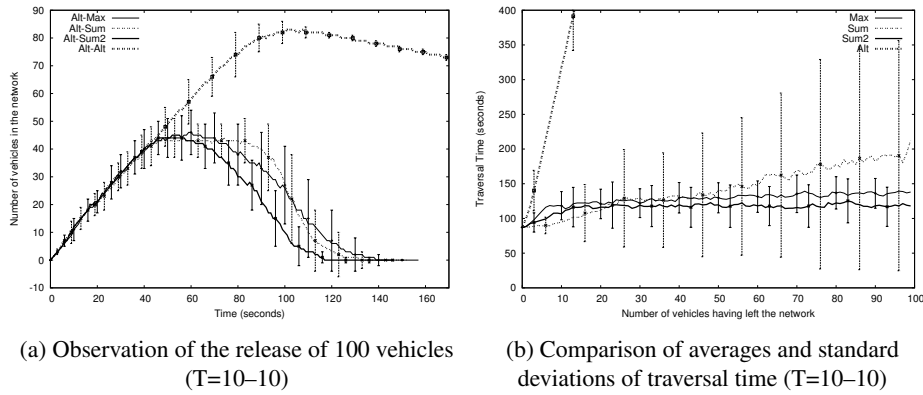 90
80
70
60
50
40
30
20
10
0
-10
Number of vehicles in the network
Alt-Max
Alt-Sum
Alt-Sum2
Alt-Alt
0 20 40 60 80 100 120 140 160
Time (seconds)
(a) Observation of the release of 100 vehicles
(T=10–10)
400
350
300
250
200
150
100
50
0
Traversal Time (seconds)
Max
Sum
Sum2
Alt
0 10 20 30 40 50 60 70 80 90 100
Number of vehicles having left the network
(b) Comparison of averages and standard
deviations of traversal time (T=10–10)